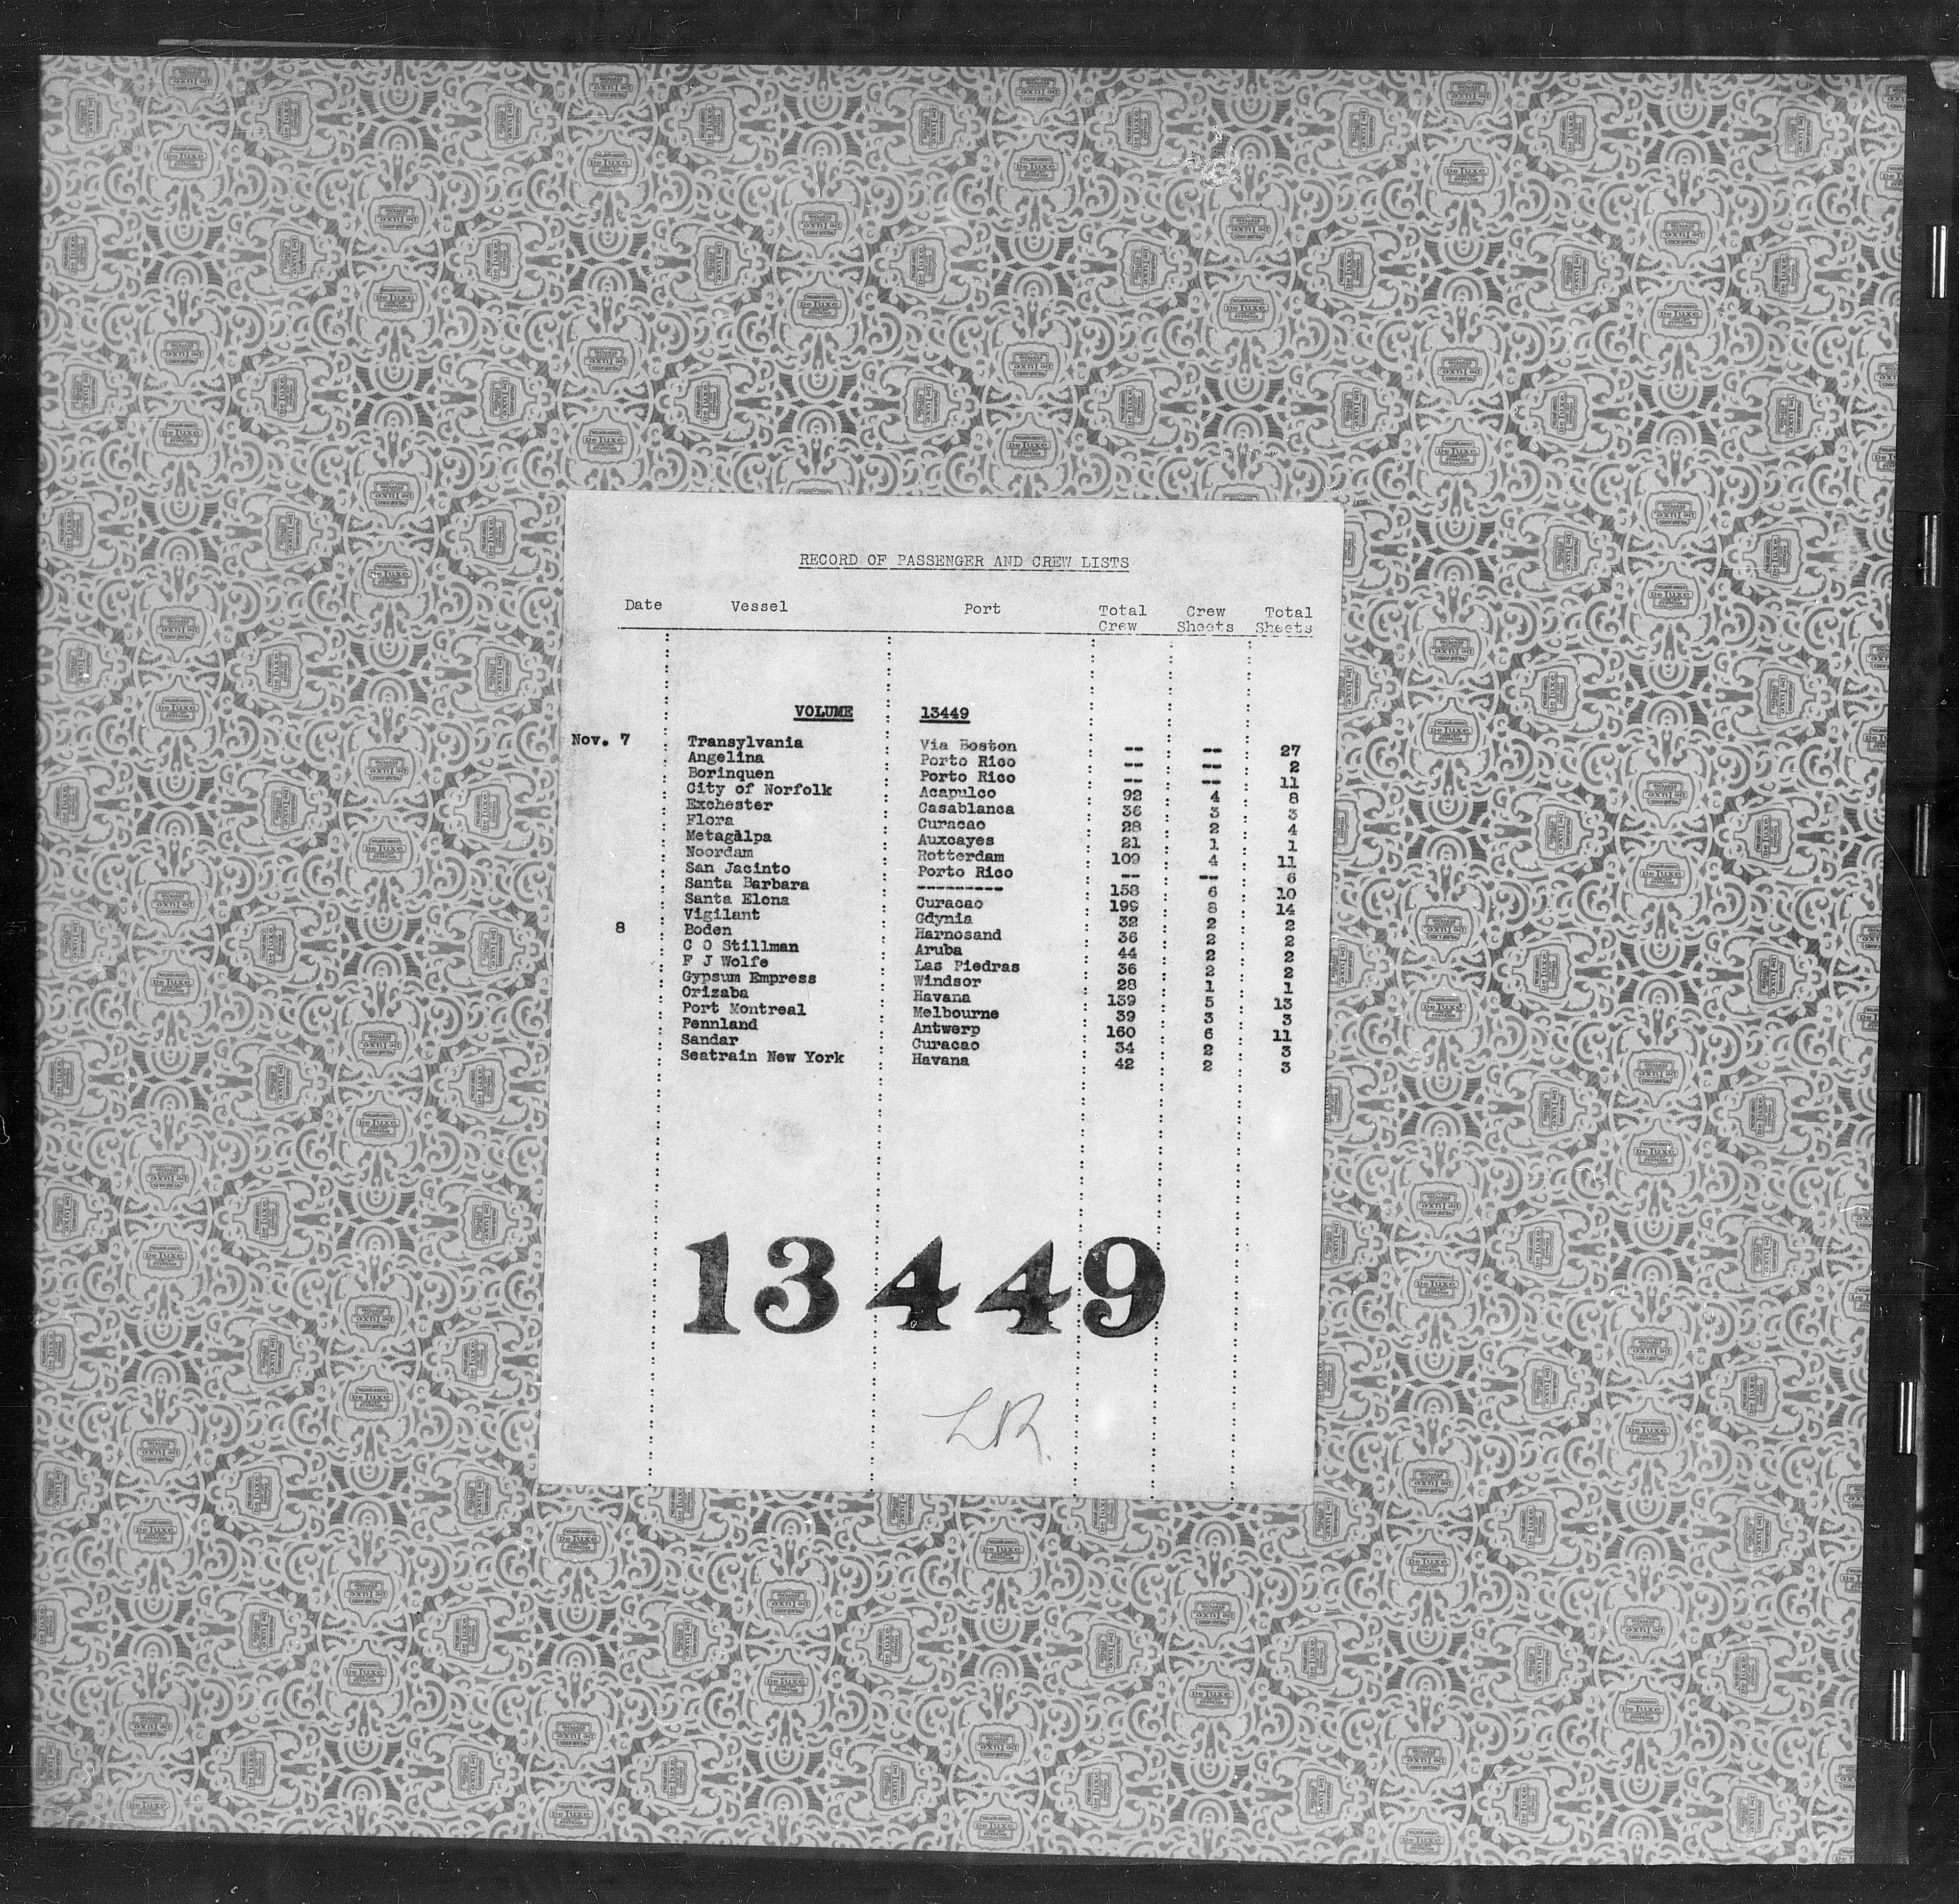 RECORD OF PASSENGER AND CREW LISTS
Date Vessel Port Total Crew Crew Sheets Total Sheets
VOLUME 13449
Nov. 7 Transylvania Via Boston -- -- 27
Angelina Porto Rico -- -- 2
Borinquen Porto Rico -- -- 11
City of Norfolk Acapulco 92 4 8
Exchester Casablanca 36 3 3
Flora Curacao 28 2 4
Metagalpa Auxcayes 21 1 1
Noordam Rotterdam 109 4 11
San Jacinto Porto Rico -- -- 6
Santa Barbara --------- 158 6 10
Santa Elena Curacao 199 8 14
Vigilant Gdynia 32 2 2
8 Boden Harnosand 36 2 2
C O Stillman Aruba 44 2 2
F J Wolfe Las Piedras 36 2 2
Gypsum Empress Windsor 28 1 1
Orizaba Havana 139 5 13
Port Montreal Melbourne 39 3 3
Pennland Antwerp 160 6 11
Sandar Curacao 34 2 3
Seatrain New York Havana 42 2 3
13449
LR
De Luxe